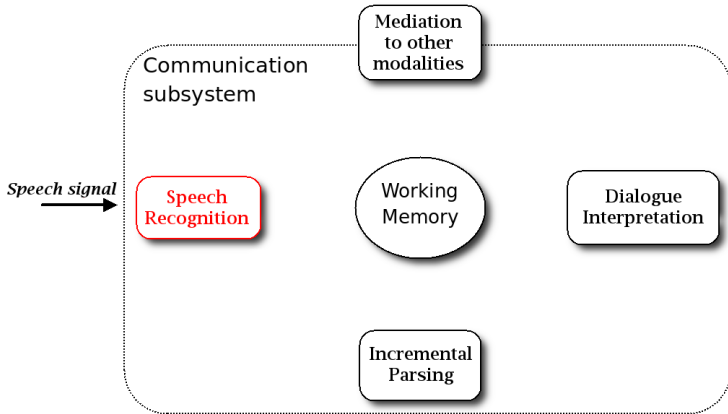 Mediation
to other
modalities
Communication
subsystem
Speech signal
Speech
Recognition
Working
Memory
Dialogue
Interpretation
Incremental
Parsing